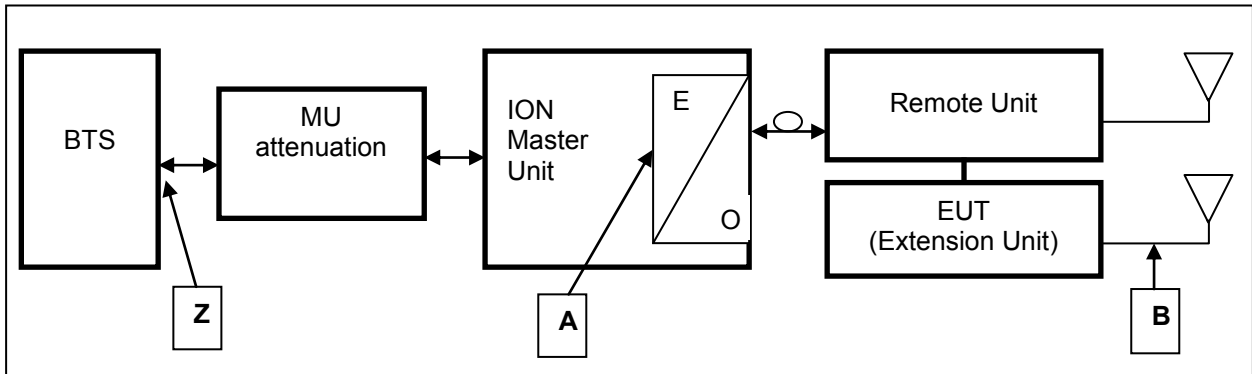 BTS
MU
attenuation
ION
Master
Unit
E
O
Remote Unit
EUT
(Extension Unit)
Z
A
B